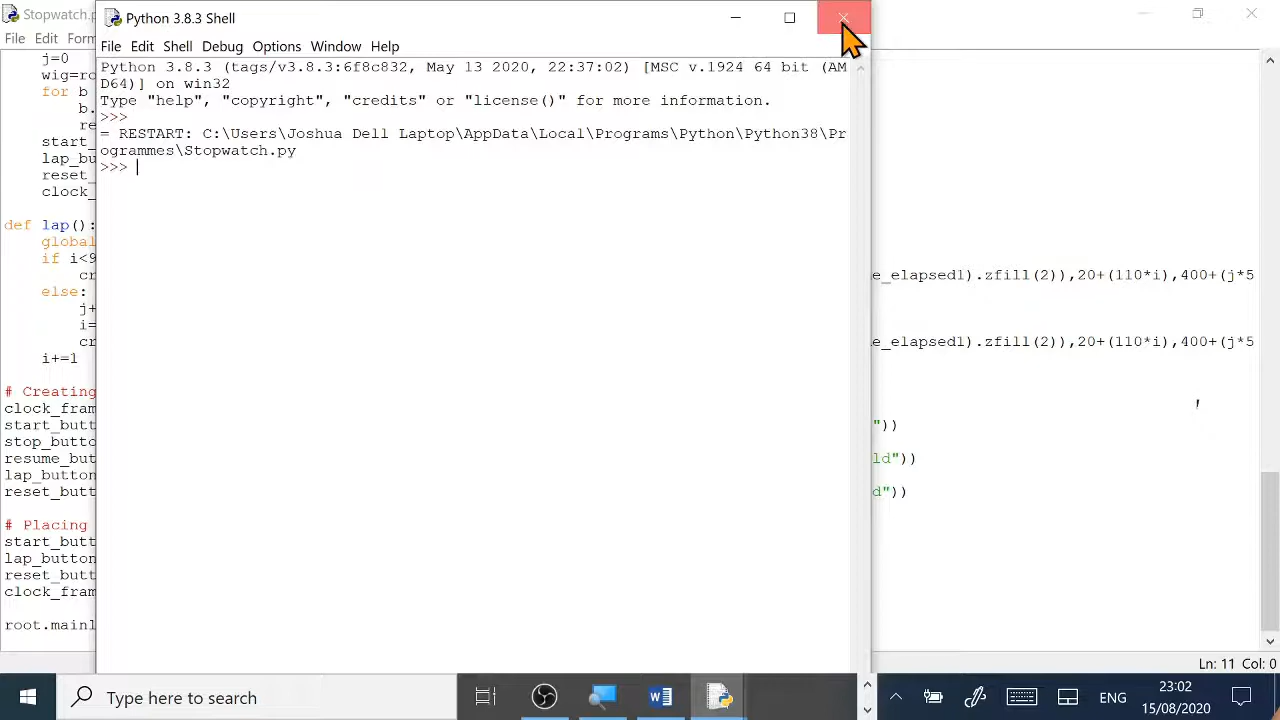 Stopwatch.p
File Edit Form
j=0
wig=ro
for b
b.
re
start_
lap_b
reset_
clock_
def lap():
global
if i<9
cr
else:
j+
i=
cr
i+=1
# Creating
clock_fram
start_butt
stop_butto
resume_but
lap_button
reset_butt
# Placing
start_butt
lap_button
reset_butt
clock_fram
root.mainl
Python 3.8.3 Shell
File Edit Shell Debug Options Window Help
Python 3.8.3 (tags/v3.8.3:6f8c832, May 13 2020, 22:37:02) [MSC v.1924 64 bit (AM
D64)] on win32
Type "help", "copyright", "credits" or "license()" for more information.
>>>
= RESTART: C:\Users\Joshua Dell Laptop\AppData\Local\Programs\Python\Python38\Pr
ogrammes\Stopwatch.py
>>>
e_elapsed1).zfill(2)),20+(110*i),400+(j*5
e_elapsed1).zfill(2)),20+(110*i),400+(j*5
"))
ld"))
d"))
Ln: 11 Col: 0
Type here to search
ENG
23:02
15/08/2020